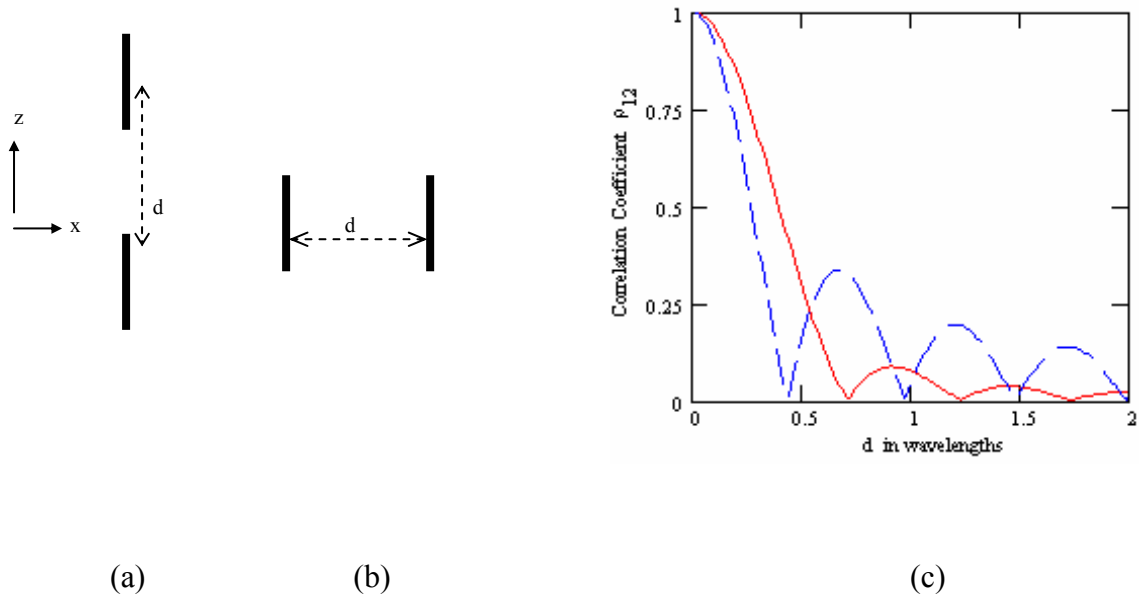 z
x
d
d
Correlation Coefficient ρ12
1
0.75
0.5
0.25
0
0 0.5 1 1.5 2
d in wavelengths
(a) (b) (c)